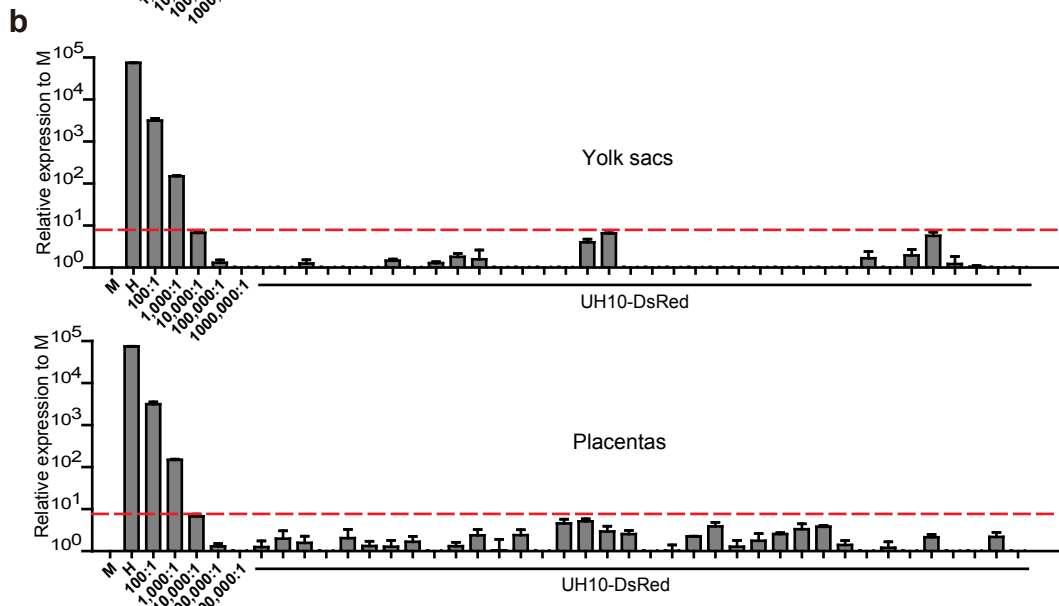 b
Relative expression to M
10^5
10^4
10^3
10^2
10^1
10^0
Yolk sacs
M
H
100:1
1,000:1
10,000:1
100,000:1
1000,000:1
UH10-DsRed
Relative expression to M
10^5
10^4
10^3
10^2
10^1
10^0
Placentas
M
H
100:1
1,000:1
10,000:1
UH10-DsRed